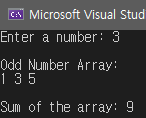 Microsoft Visual Stud
Enter a number: 3
Odd Number Array:
1 3 5
Sum of the array: 9